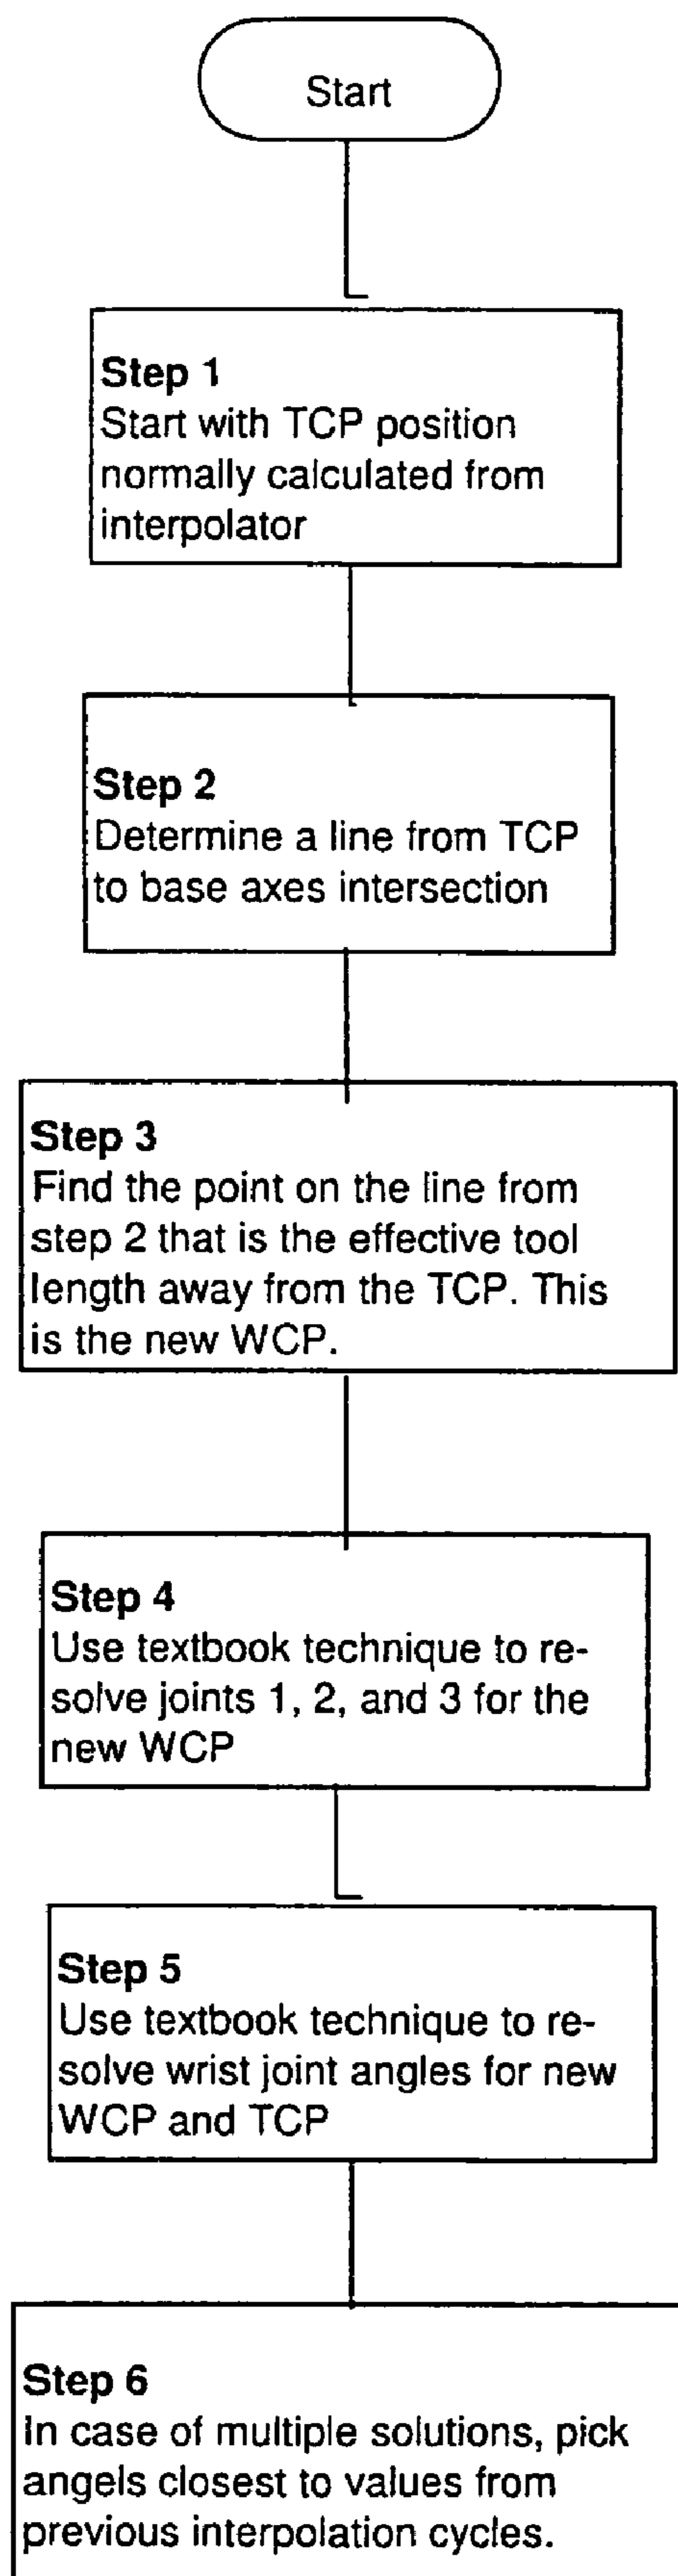 Start
Step 1
Start with TCP position
normally calculated from
interpolator
Step 2
Determine a line from TCP
to base axes intersection
Step 3
Find the point on the line from
step 2 that is the effective tool
length away from the TCP. This
is the new WCP.
Step 4
Use textbook technique to re-
solve joints 1, 2, and 3 for the
new WCP
Step 5
Use textbook technique to re-
solve wrist joint angles for new
WCP and TCP
Step 6
In case of multiple solutions, pick
angels closest to values from
previous interpolation cycles.